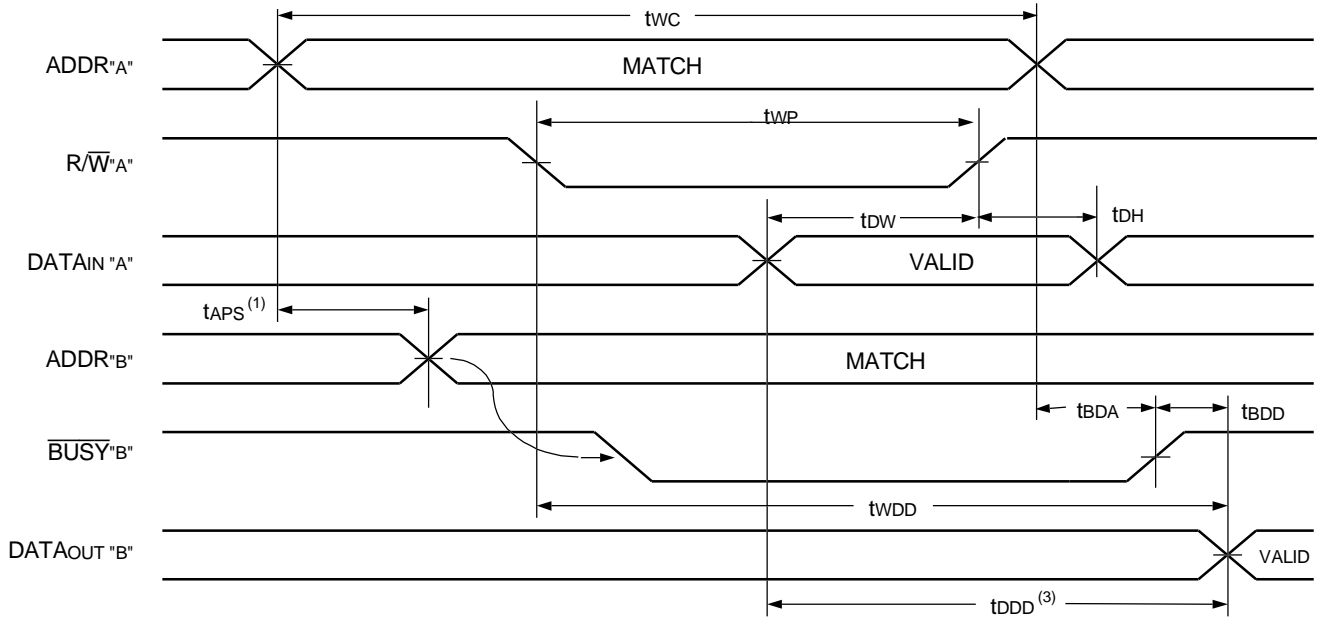 tWC
ADDR"A"
MATCH
tWP
R/W̅"A"
tDW
tDH
DATAIN "A"
VALID
tAPS (1)
ADDR"B"
MATCH
tBDA
tBDD
B̅U̅S̅Y̅"B"
tWDD
DATAOUT "B"
VALID
tDDD (3)